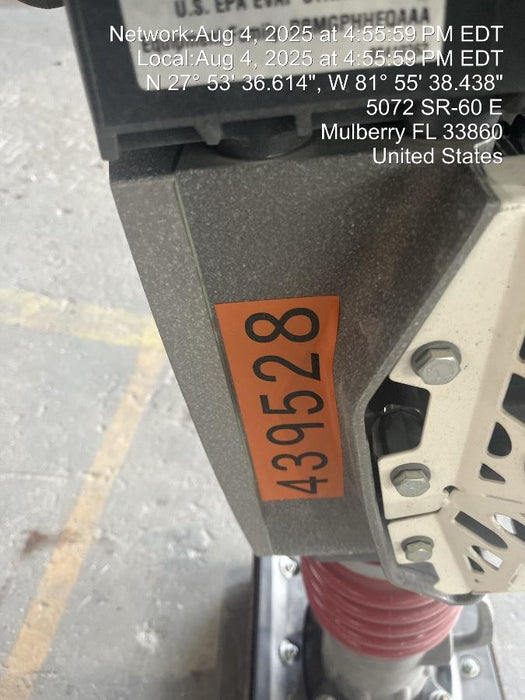 Network:Aug 4, 2025 at 4:55:59 PM EDT
Local:Aug 4, 2025 at 4:55:59 PM EDT
N 27° 53' 36.614", W 81° 55' 38.438"
5072 SR-60 E
Mulberry FL 33860
United States
U.S. EPA
439528